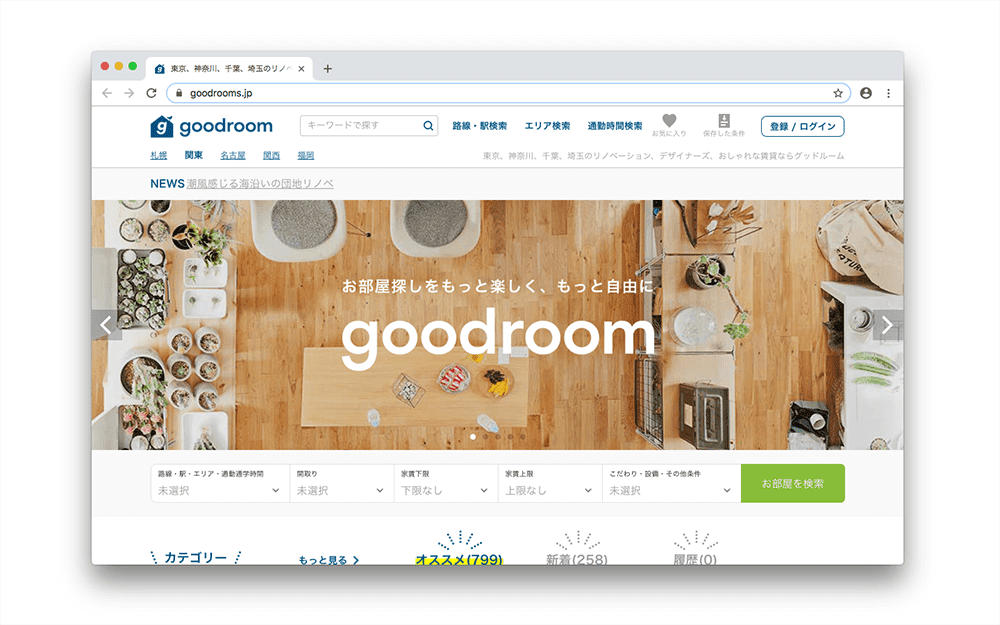 東京、神奈川、千葉、埼玉のリノベ
goodrooms.jp
goodroom
キーワードで探す
路線・駅検索
エリア検索
通勤時間検索
お気に入り
保存した条件
登録 / ログイン
札幌
関東
名古屋
関西
福岡
東京、神奈川、千葉、埼玉のリノベーション、デザイナーズ、おしゃれな賃貸ならグッドルーム
NEWS 潮風感じる海沿いの団地リノベ
お部屋探しをもっと楽しく、もっと自由に
goodroom
路線・駅・エリア・通勤通学時間
未選択
間取り
未選択
家賃下限
下限なし
家賃上限
上限なし
こだわり・設備・その他条件
未選択
お部屋を検索
カテゴリー
もっと見る
オススメ(799)
新着(258)
履歴(0)